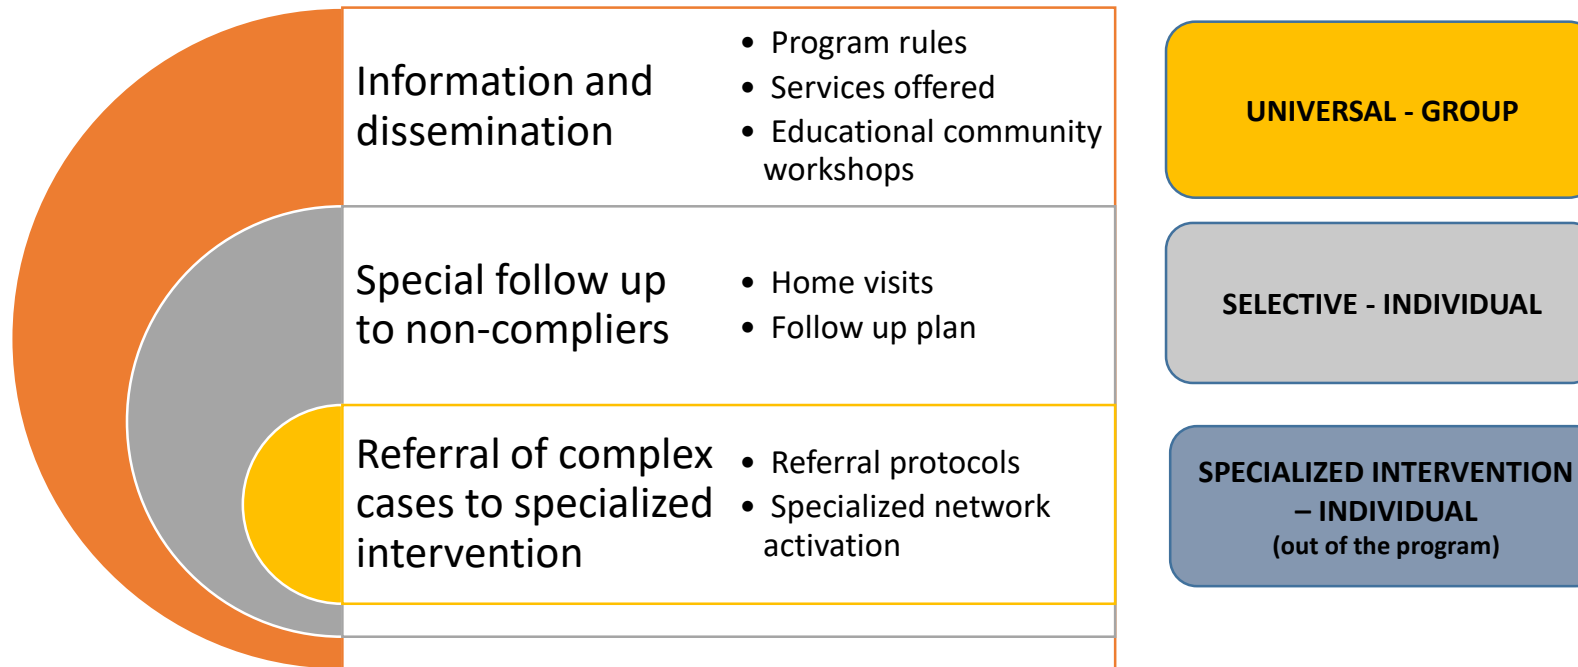 Information and
dissemination
• Program rules
• Services offered
• Educational community
workshops
UNIVERSAL - GROUP
Special follow up
to non-compliers
• Home visits
• Follow up plan
SELECTIVE - INDIVIDUAL
Referral of complex
cases to specialized
intervention
• Referral protocols
• Specialized network
activation
SPECIALIZED INTERVENTION
– INDIVIDUAL
(out of the program)